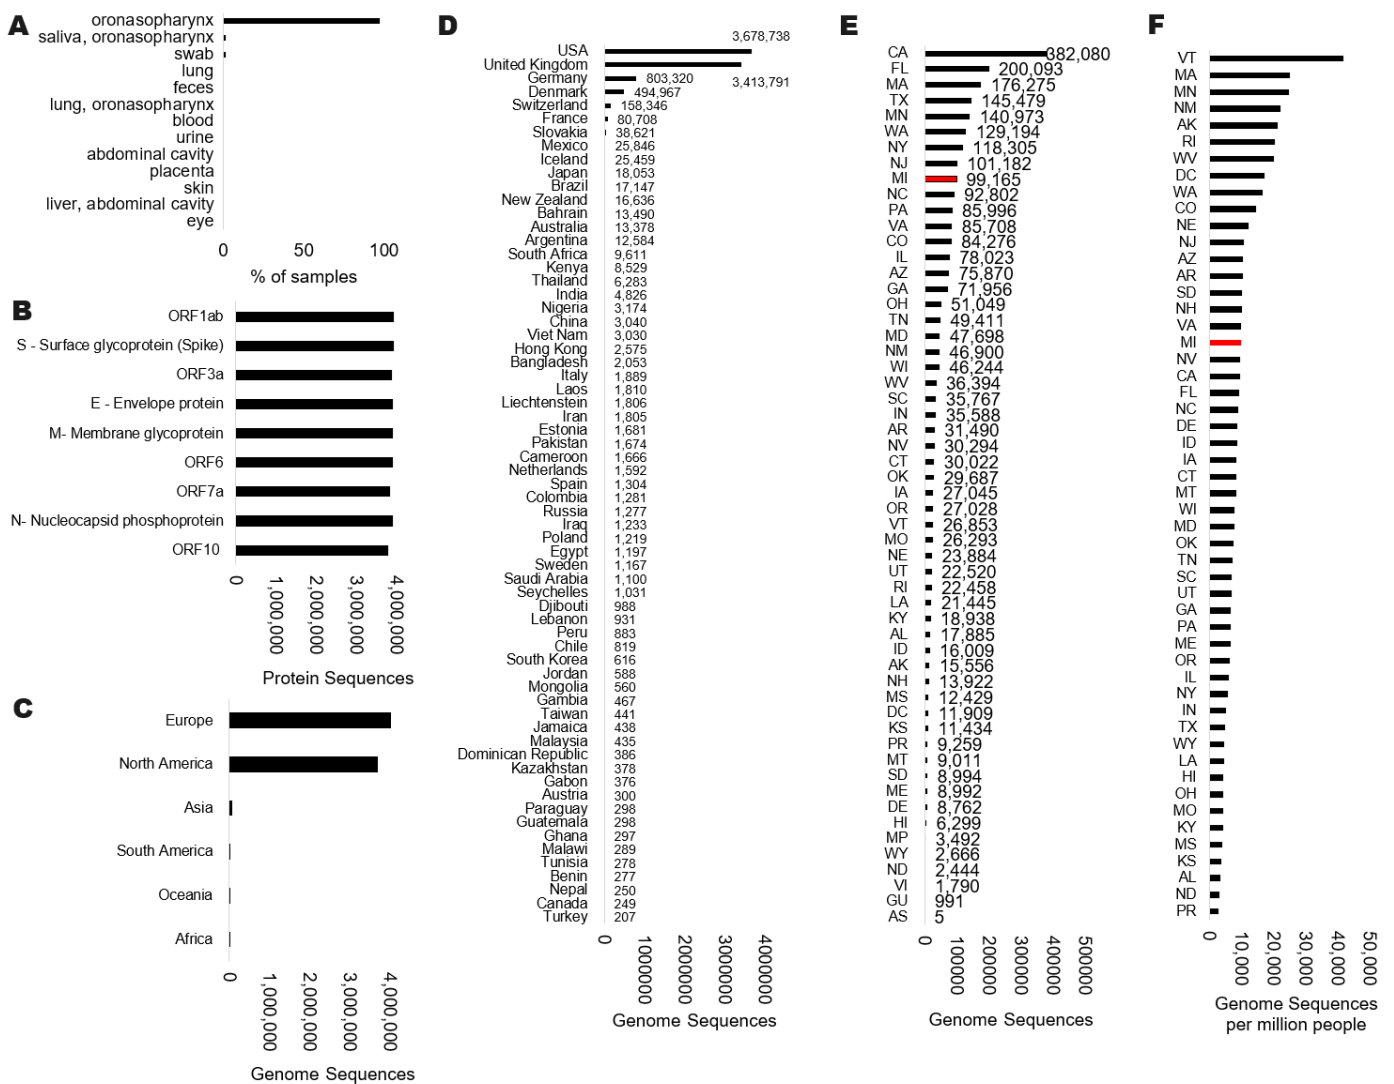 A
oronasopharynx
saliva, oronasopharynx
swab
lung
feces
lung, oronasopharynx
blood
urine
abdominal cavity
placenta
skin
liver, abdominal cavity
eye
0 50 100
% of samples
B
ORF1ab
S - Surface glycoprotein (Spike)
ORF3a
E - Envelope protein
M- Membrane glycoprotein
ORF6
ORF7a
N- Nucleocapsid phosphoprotein
ORF10
0
1,000,000
2,000,000
3,000,000
4,000,000
Protein Sequences
C
Europe
North America
Asia
South America
Oceania
Africa
0
1,000,000
2,000,000
3,000,000
4,000,000
Genome Sequences
D
USA 3,678,738
United Kingdom 3,413,791
Germany 803,320
Denmark 494,967
Switzerland 158,346
France 80,708
Slovakia 38,621
Mexico 25,846
Iceland 25,459
Japan 18,053
Brazil 17,147
New Zealand 16,636
Bahrain 13,490
Australia 13,378
Argentina 12,584
South Africa 9,611
Kenya 8,529
Thailand 6,283
India 4,826
Nigeria 3,174
China 3,040
Viet Nam 3,030
Hong Kong 2,575
Bangladesh 2,053
Italy 1,889
Laos 1,810
Liechtenstein 1,806
Iran 1,805
Estonia 1,681
Pakistan 1,674
Cameroon 1,666
Netherlands 1,592
Spain 1,304
Colombia 1,281
Russia 1,277
Iraq 1,233
Poland 1,219
Egypt 1,197
Sweden 1,167
Saudi Arabia 1,100
Seychelles 1,031
Djibouti 988
Lebanon 931
Peru 883
Chile 819
South Korea 616
Jordan 588
Mongolia 560
Gambia 467
Taiwan 441
Jamaica 438
Malaysia 435
Dominican Republic 386
Kazakhstan 378
Gabon 376
Austria 300
Paraguay 298
Guatemala 298
Ghana 297
Malawi 289
Tunisia 278
Benin 277
Nepal 250
Canada 249
Turkey 207
0
1000000
2000000
3000000
4000000
Genome Sequences
E
CA 382,080
FL 200,093
MA 176,275
TX 145,479
MN 140,973
WA 129,194
NY 118,305
NJ 101,182
MI 99,165
NC 92,802
PA 85,996
VA 85,708
CO 84,276
IL 78,023
AZ 75,870
GA 71,956
OH 51,049
TN 49,411
MD 47,698
NM 46,900
WI 46,244
WV 36,394
SC 35,767
IN 35,588
AR 31,490
NV 30,294
CT 30,022
OK 29,687
IA 27,045
OR 27,028
VT 26,853
MO 26,293
NE 23,884
UT 22,520
RI 22,458
LA 21,445
KY 18,938
AL 17,885
ID 16,009
AK 15,556
NH 13,922
MS 12,429
DC 11,909
KS 11,434
PR 9,259
MT 9,011
SD 8,994
ME 8,992
DE 8,762
HI 6,299
MP 3,492
WY 2,666
ND 2,444
VI 1,790
GU 991
AS 5
0
100000
200000
300000
400000
500000
Genome Sequences
F
VT
MA
MN
NM
AK
RI
WV
DC
WA
CO
NE
NJ
AZ
AR
SD
NH
VA
MI
NV
CA
FL
NC
DE
ID
IA
CT
MT
WI
MD
OK
TN
SC
UT
GA
PA
ME
OR
IL
NY
IN
TX
WY
LA
HI
OH
MO
KY
MS
KS
AL
ND
PR
0
10,000
20,000
30,000
40,000
50,000
Genome Sequences
per million people